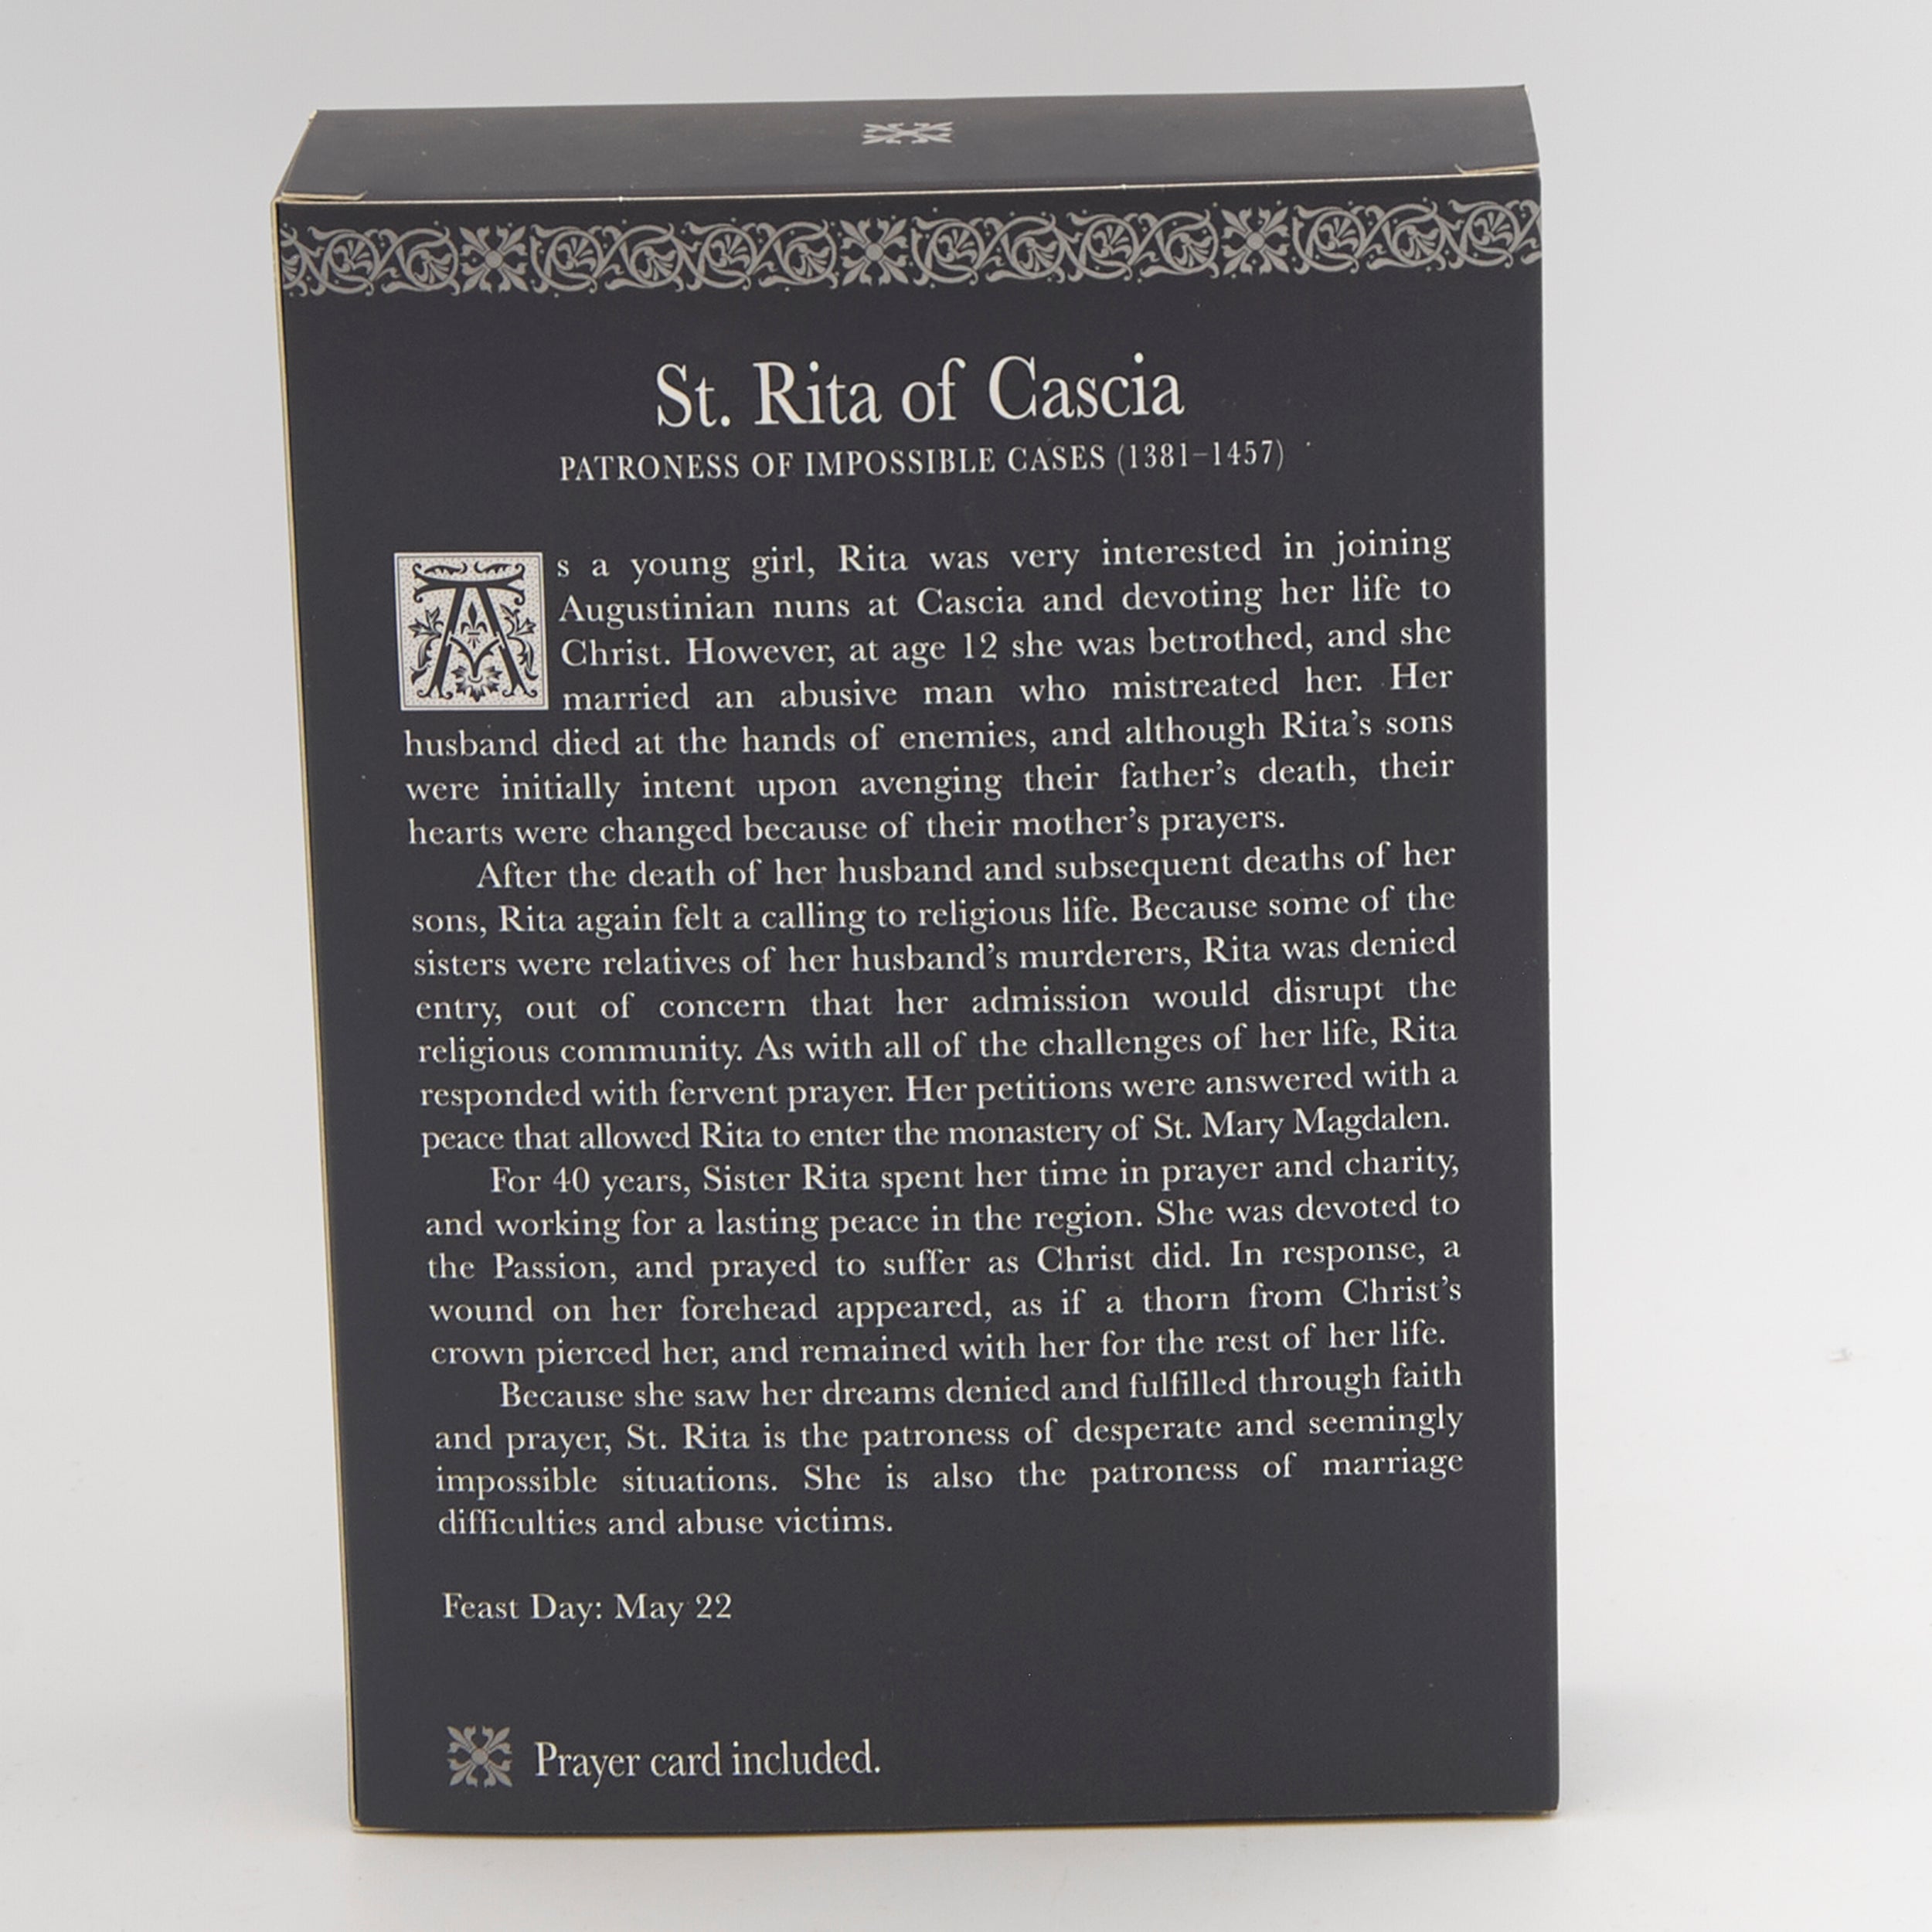 St. Rita of Cascia
PATRONESS OF IMPOSSIBLE CASES (1381–1457)
As a young girl, Rita was very interested in joining
Augustinian nuns at Cascia and devoting her life to
Christ. However, at age 12 she was betrothed, and she
married an abusive man who mistreated her. Her
husband died at the hands of enemies, and although Rita’s sons
were initially intent upon avenging their father’s death, their
hearts were changed because of their mother’s prayers.
After the death of her husband and subsequent deaths of her
sons, Rita again felt a calling to religious life. Because some of the
sisters were relatives of her husband’s murderers, Rita was denied
entry, out of concern that her admission would disrupt the
religious community. As with all of the challenges of her life, Rita
responded with fervent prayer. Her petitions were answered with a
peace that allowed Rita to enter the monastery of St. Mary Magdalen.
For 40 years, Sister Rita spent her time in prayer and charity,
and working for a lasting peace in the region. She was devoted to
the Passion, and prayed to suffer as Christ did. In response, a
wound on her forehead appeared, as if a thorn from Christ’s
crown pierced her, and remained with her for the rest of her life.
Because she saw her dreams denied and fulfilled through faith
and prayer, St. Rita is the patroness of desperate and seemingly
impossible situations. She is also the patroness of marriage
difficulties and abuse victims.
Feast Day: May 22
Prayer card included.